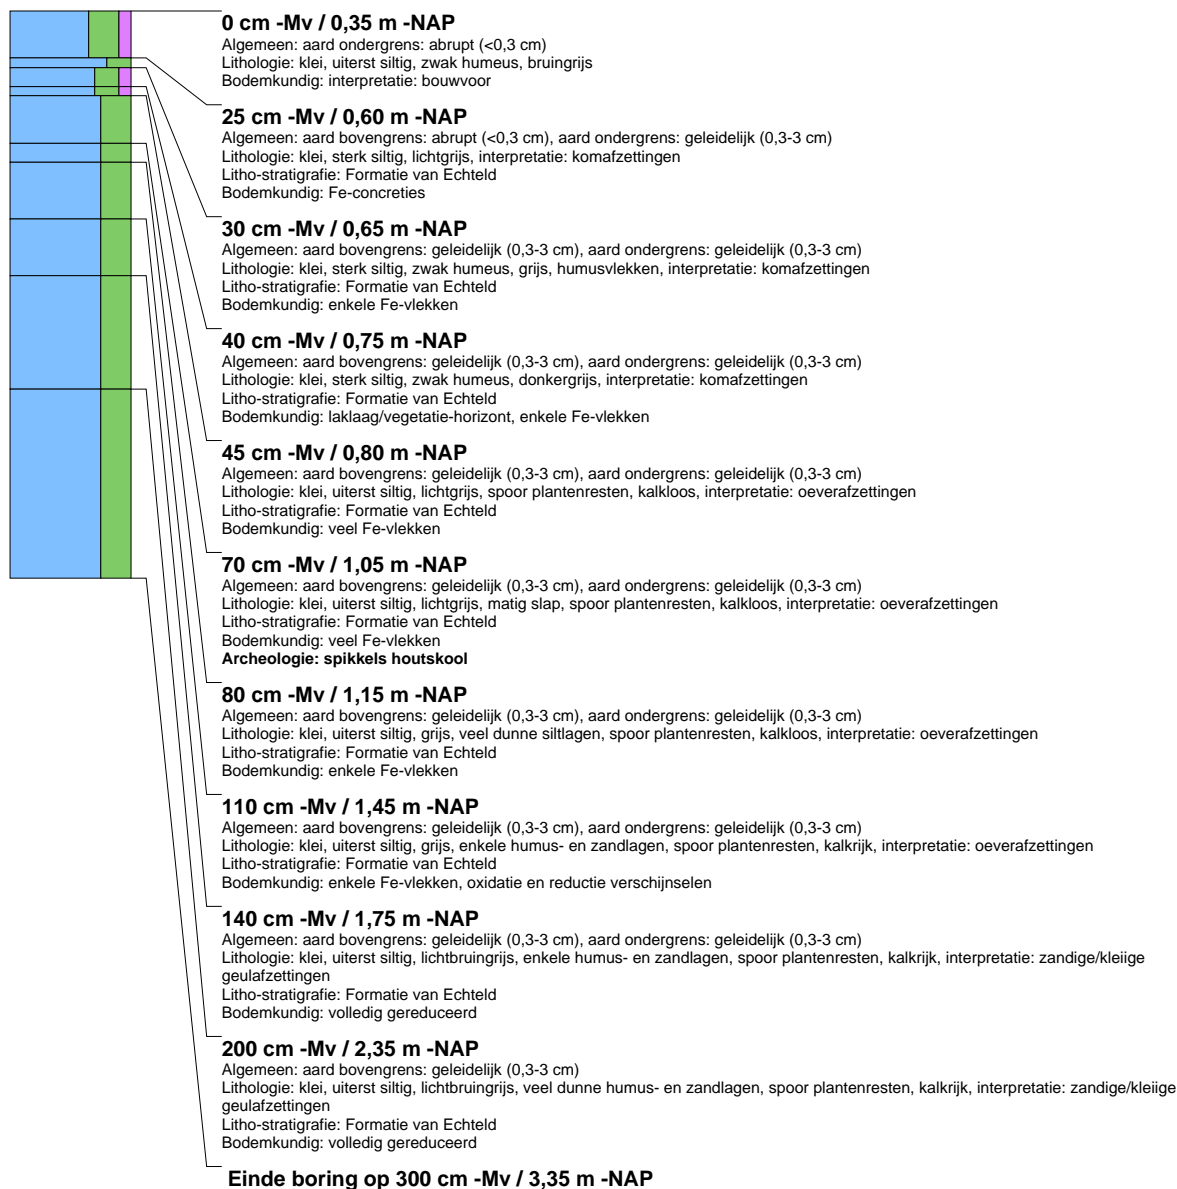 0 cm -Mv / 0,35 m -NAP
Algemeen: aard ondergrens: abrupt (<0,3 cm)
Lithologie: klei, uiterst siltig, zwak humeus, bruingrijs
Bodemkundig: interpretatie: bouwvoor
25 cm -Mv / 0,60 m -NAP
Algemeen: aard bovengrens: abrupt (<0,3 cm), aard ondergrens: geleidelijk (0,3-3 cm)
Lithologie: klei, sterk siltig, lichtgrijs, interpretatie: komafzettingen
Litho-stratigrafie: Formatie van Echteld
Bodemkundig: Fe-concreties
30 cm -Mv / 0,65 m -NAP
Algemeen: aard bovengrens: geleidelijk (0,3-3 cm), aard ondergrens: geleidelijk (0,3-3 cm)
Lithologie: klei, sterk siltig, zwak humeus, grijs, humusvlekken, interpretatie: komafzettingen
Litho-stratigrafie: Formatie van Echteld
Bodemkundig: enkele Fe-vlekken
40 cm -Mv / 0,75 m -NAP
Algemeen: aard bovengrens: geleidelijk (0,3-3 cm), aard ondergrens: geleidelijk (0,3-3 cm)
Lithologie: klei, sterk siltig, zwak humeus, donkergrijs, interpretatie: komafzettingen
Litho-stratigrafie: Formatie van Echteld
Bodemkundig: laklaag/vegetatie-horizont, enkele Fe-vlekken
45 cm -Mv / 0,80 m -NAP
Algemeen: aard bovengrens: geleidelijk (0,3-3 cm), aard ondergrens: geleidelijk (0,3-3 cm)
Lithologie: klei, uiterst siltig, lichtgrijs, spoor plantenresten, kalkloos, interpretatie: oeverafzettingen
Litho-stratigrafie: Formatie van Echteld
Bodemkundig: veel Fe-vlekken
70 cm -Mv / 1,05 m -NAP
Algemeen: aard bovengrens: geleidelijk (0,3-3 cm), aard ondergrens: geleidelijk (0,3-3 cm)
Lithologie: klei, uiterst siltig, lichtgrijs, matig slap, spoor plantenresten, kalkloos, interpretatie: oeverafzettingen
Litho-stratigrafie: Formatie van Echteld
Bodemkundig: veel Fe-vlekken
Archeologie: spikkels houtskool
80 cm -Mv / 1,15 m -NAP
Algemeen: aard bovengrens: geleidelijk (0,3-3 cm), aard ondergrens: geleidelijk (0,3-3 cm)
Lithologie: klei, uiterst siltig, grijs, veel dunne siltlagen, spoor plantenresten, kalkloos, interpretatie: oeverafzettingen
Litho-stratigrafie: Formatie van Echteld
Bodemkundig: enkele Fe-vlekken
110 cm -Mv / 1,45 m -NAP
Algemeen: aard bovengrens: geleidelijk (0,3-3 cm), aard ondergrens: geleidelijk (0,3-3 cm)
Lithologie: klei, uiterst siltig, grijs, enkele humus- en zandlagen, spoor plantenresten, kalkrijk, interpretatie: oeverafzettingen
Litho-stratigrafie: Formatie van Echteld
Bodemkundig: enkele Fe-vlekken, oxidatie en reductie verschijnselen
140 cm -Mv / 1,75 m -NAP
Algemeen: aard bovengrens: geleidelijk (0,3-3 cm), aard ondergrens: geleidelijk (0,3-3 cm)
Lithologie: klei, uiterst siltig, lichtbruingrijs, enkele humus- en zandlagen, spoor plantenresten, kalkrijk, interpretatie: zandige/kleiige
geulafzettingen
Litho-stratigrafie: Formatie van Echteld
Bodemkundig: volledig gereduceerd
200 cm -Mv / 2,35 m -NAP
Algemeen: aard bovengrens: geleidelijk (0,3-3 cm)
Lithologie: klei, uiterst siltig, lichtbruingrijs, veel dunne humus- en zandlagen, spoor plantenresten, kalkrijk, interpretatie: zandige/kleiige
geulafzettingen
Litho-stratigrafie: Formatie van Echteld
Bodemkundig: volledig gereduceerd
Einde boring op 300 cm -Mv / 3,35 m -NAP